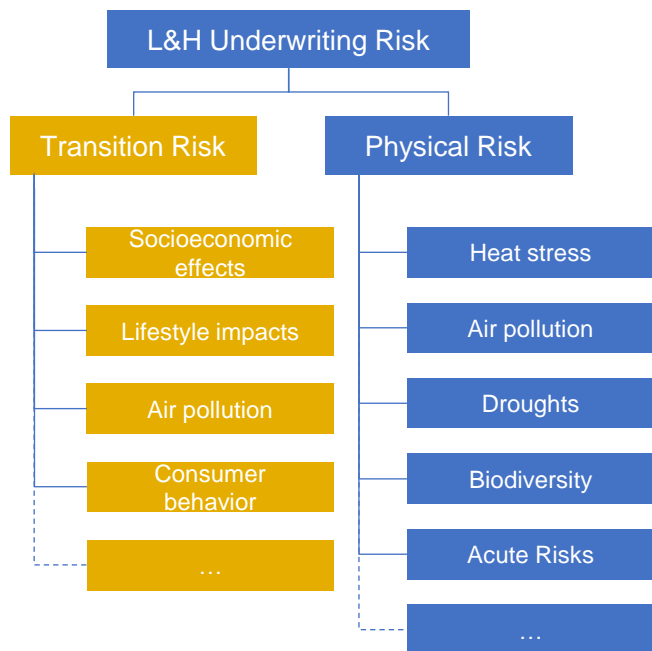 L&H Underwriting Risk
Transition Risk
Socioeconomic
effects
Lifestyle impacts
Air pollution
Consumer
behavior
…
Physical Risk
Heat stress
Air pollution
Droughts
Biodiversity
Acute Risks
…